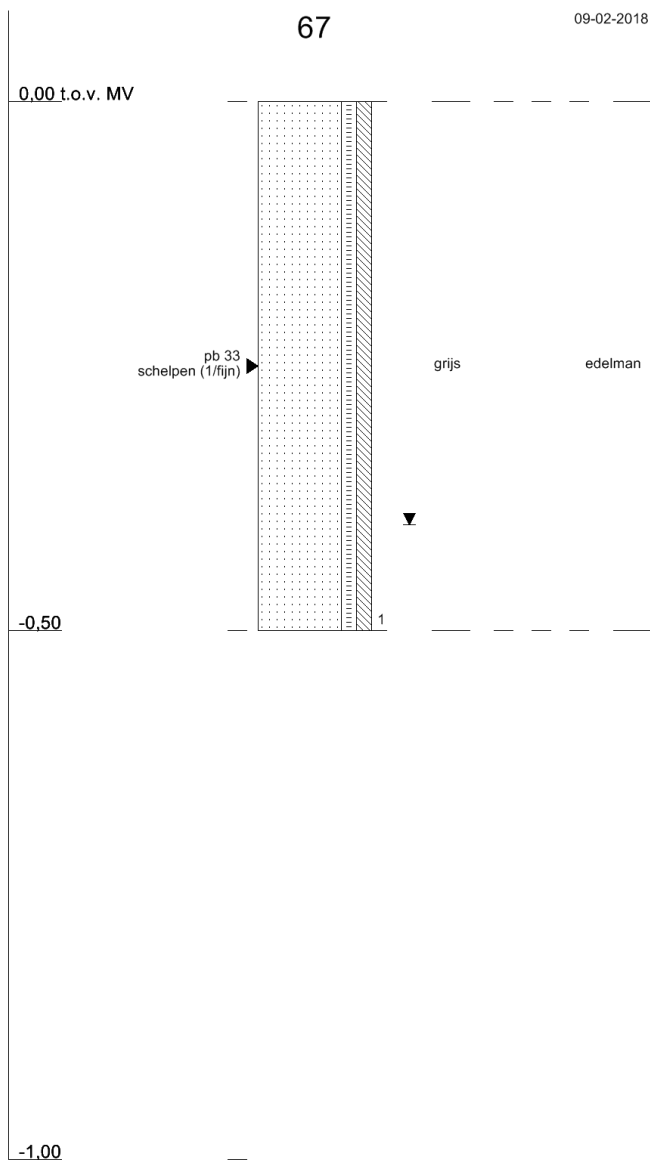 67
09-02-2018
0,00 t.o.v. MV
pb 33
schelpen (1/fijn)
grijs
edelman
1
-0,50
-1,00